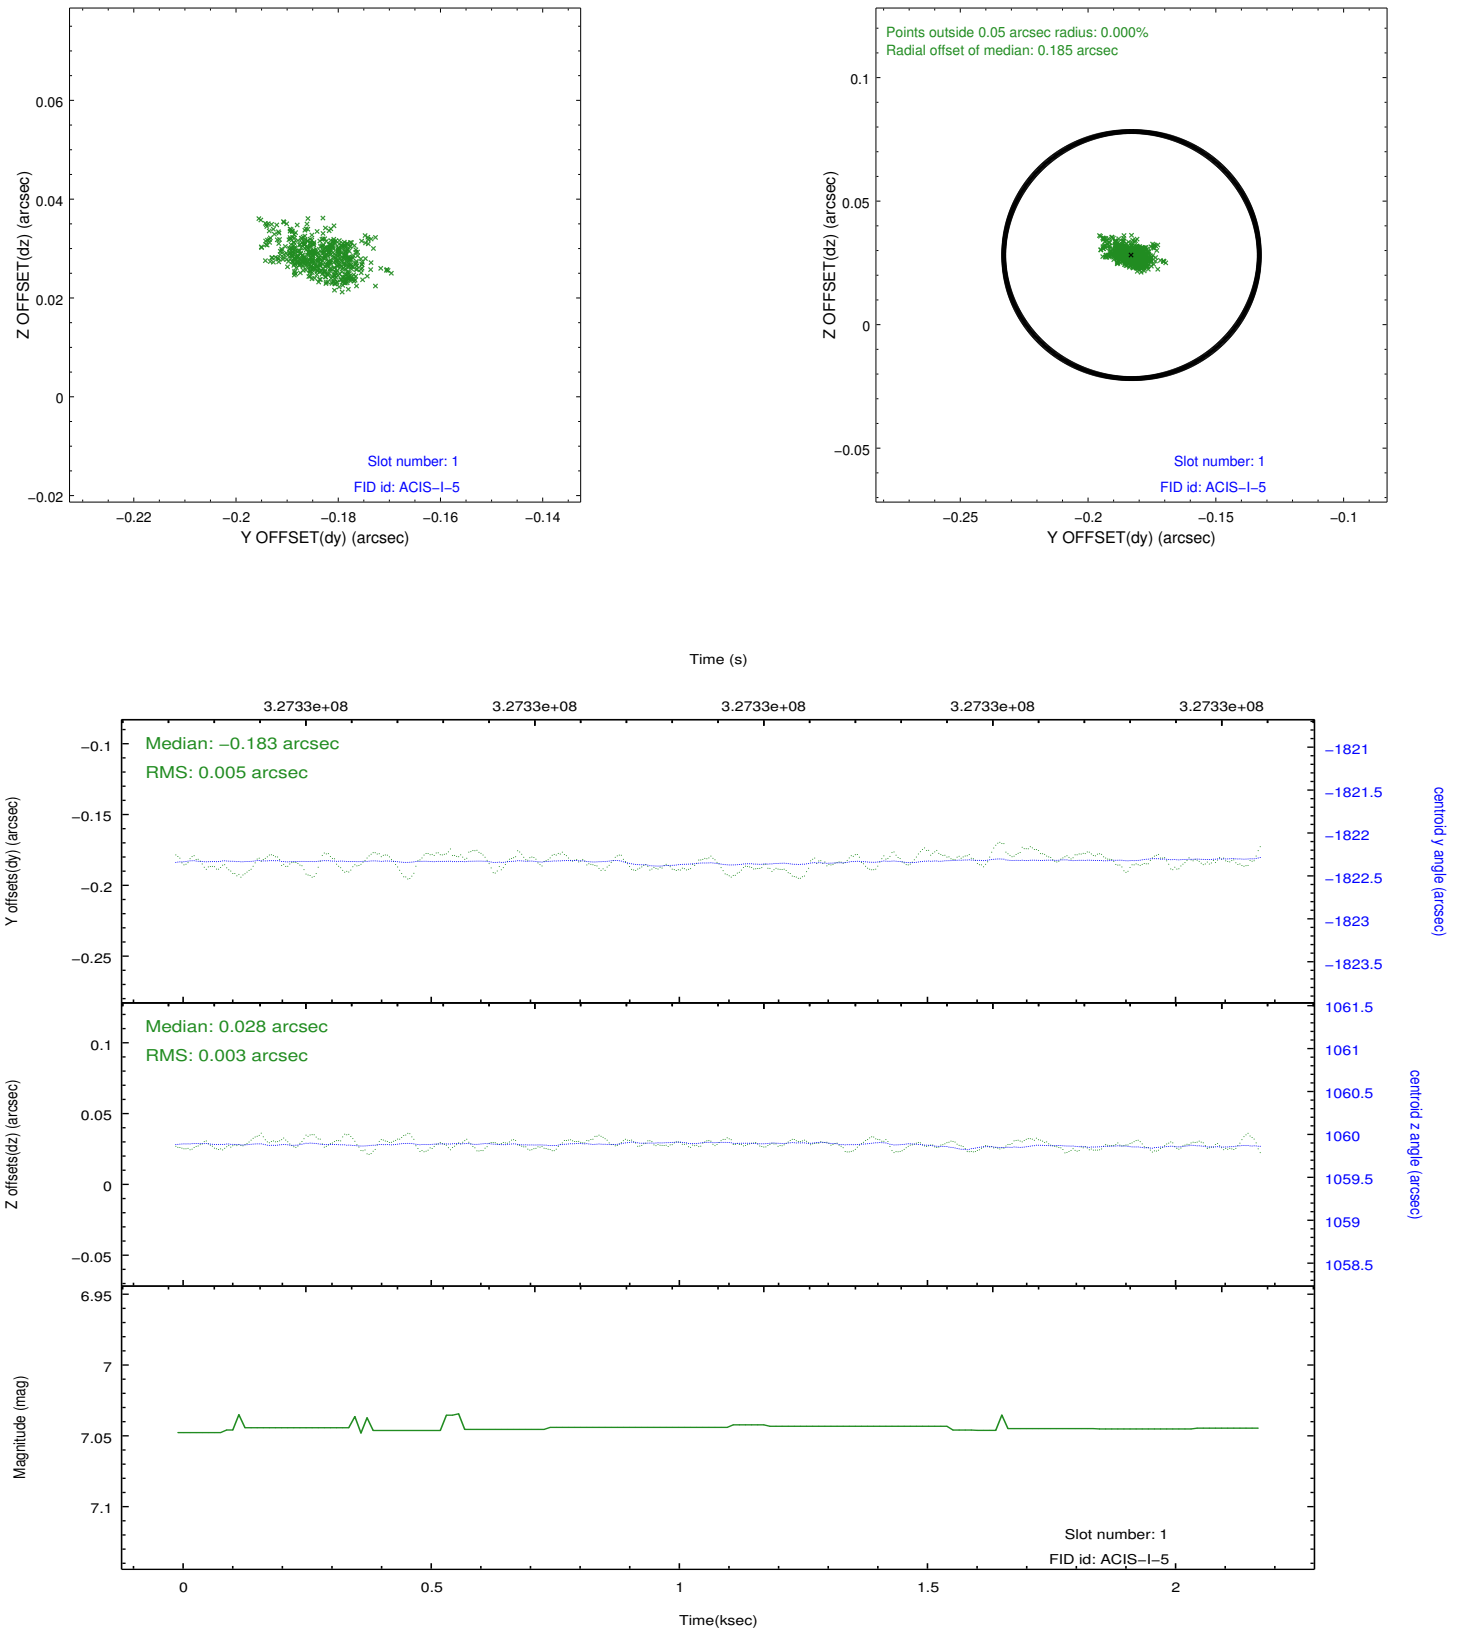 0.06
0.04
0.02
0
−0.02
Z OFFSET(dz) (arcsec)
Slot number: 1
FID id: ACIS−I−5
−0.22 −0.2 −0.18 −0.16 −0.14
Y OFFSET(dy) (arcsec)
Points outside 0.05 arcsec radius: 0.000%
Radial offset of median: 0.185 arcsec
0.1
0.05
0
−0.05
Z OFFSET(dz) (arcsec)
Slot number: 1
FID id: ACIS−I−5
−0.25 −0.2 −0.15 −0.1
Y OFFSET(dy) (arcsec)
Time (s)
3.2733e+08 3.2733e+08 3.2733e+08 3.2733e+08 3.2733e+08
Median: −0.183 arcsec
RMS: 0.005 arcsec
−0.1
−0.15
−0.2
−0.25
Y offsets(dy) (arcsec)
−1821
−1821.5
−1822
−1822.5
−1823
−1823.5
centroid y angle (arcsec)
Median: 0.028 arcsec
RMS: 0.003 arcsec
0.1
0.05
0
−0.05
Z offsets(dz) (arcsec)
1061.5
1061
1060.5
1060
1059.5
1059
1058.5
centroid z angle (arcsec)
6.95
7
7.05
7.1
Magnitude (mag)
Slot number: 1
FID id: ACIS−I−5
0 0.5 1 1.5 2
Time(ksec)